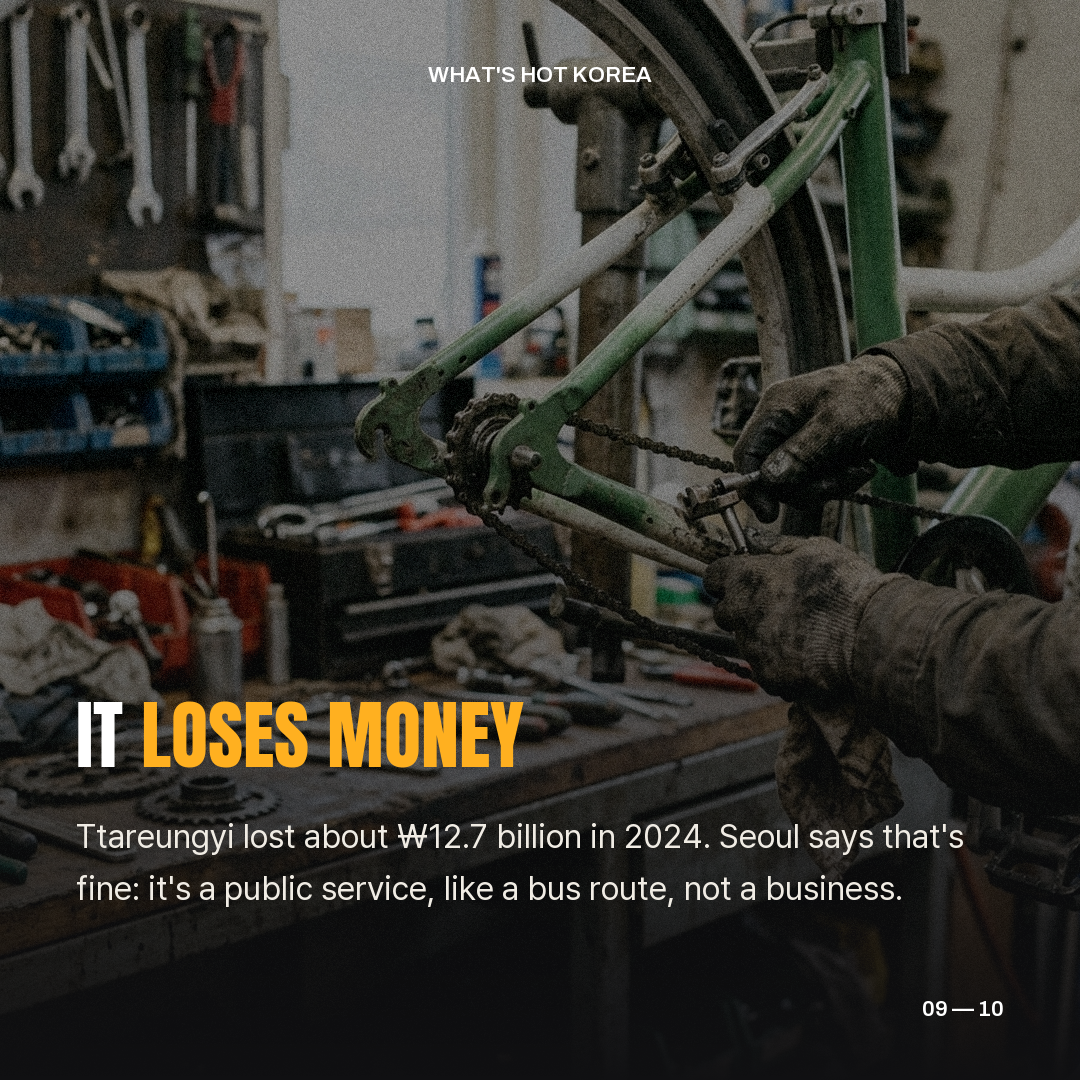 WHAT'S HOT KOREA
IT LOSES MONEY
Ttareungyi lost about ₩12.7 billion in 2024. Seoul says that's
fine: it's a public service, like a bus route, not a business.
09 — 10